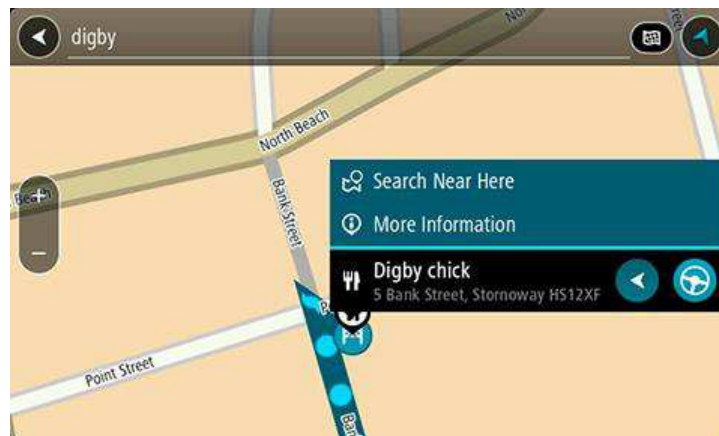 digby
North Beach
Bank Street
Search Near Here
More Information
Digby chick
5 Bank Street, Stornoway HS12XF
Point Street